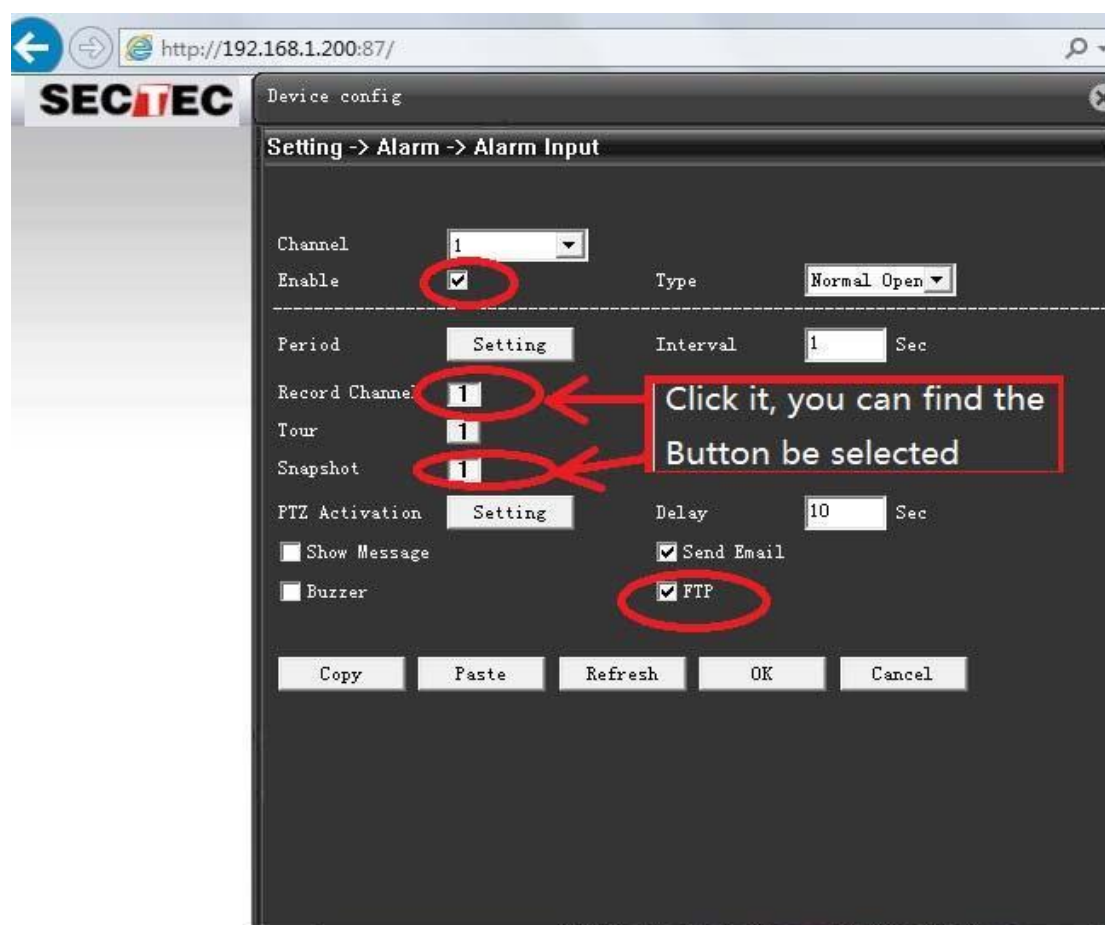 http://192.168.1.200:87/
SECTEC
Device config
Setting -> Alarm -> Alarm Input
Channel 1
Enable Type Normal Open
Period Setting Interval 1 Sec
Record Channel 1
Click it, you can find the
Button be selected
Tour 1
Snapshot 1
PTZ Activation Setting Delay 10 Sec
Show Message Send Email
Buzzer FTP
Copy Paste Refresh OK Cancel